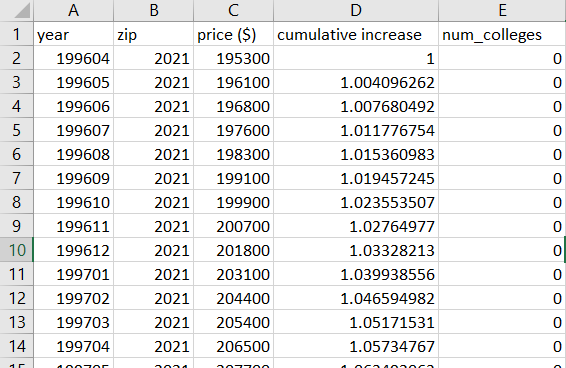 A B C D E
1 year zip price ($) cumulative increase num_colleges
2 199604 2021 195300 1 0
3 199605 2021 196100 1.004096262 0
4 199606 2021 196800 1.007680492 0
5 199607 2021 197600 1.011776754 0
6 199608 2021 198300 1.015360983 0
7 199609 2021 199100 1.019457245 0
8 199610 2021 199900 1.023553507 0
9 199611 2021 200700 1.02764977 0
10 199612 2021 201800 1.03328213 0
11 199701 2021 203100 1.039938556 0
12 199702 2021 204400 1.046594982 0
13 199703 2021 205400 1.05171531 0
14 199704 2021 206500 1.05734767 0